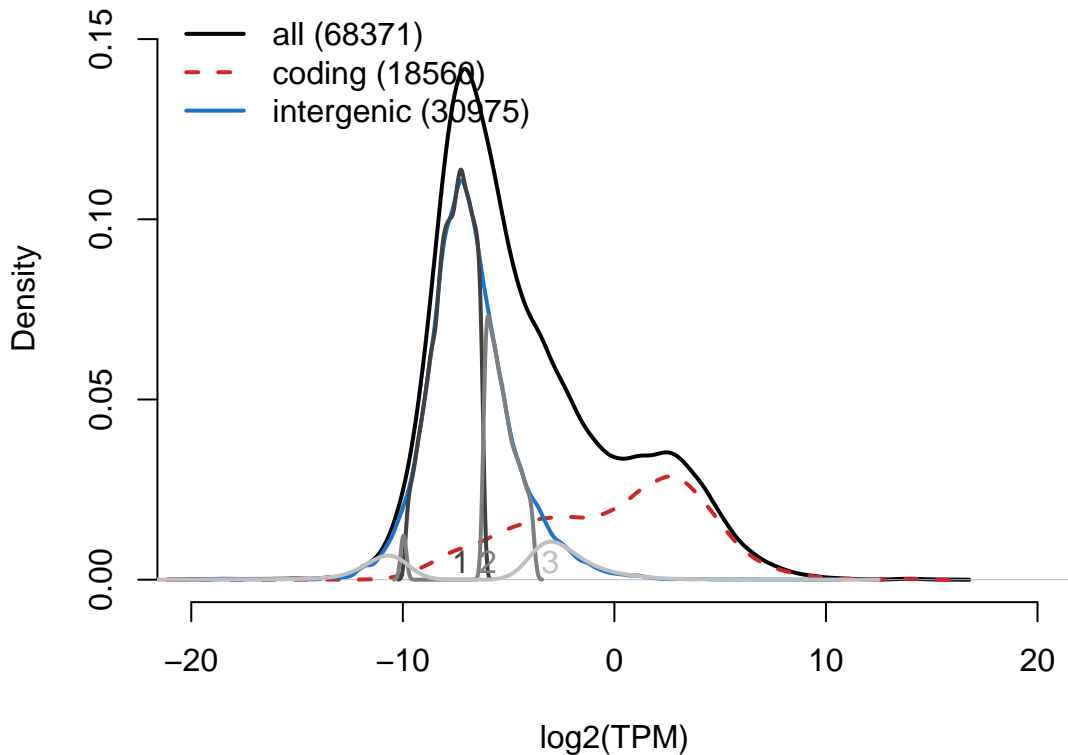 all (68371)
coding (18560)
intergenic (30975)
Density
0.15
0.10
0.05
0.00
1 2 3
−20 −10 0 10 20
log2(TPM)